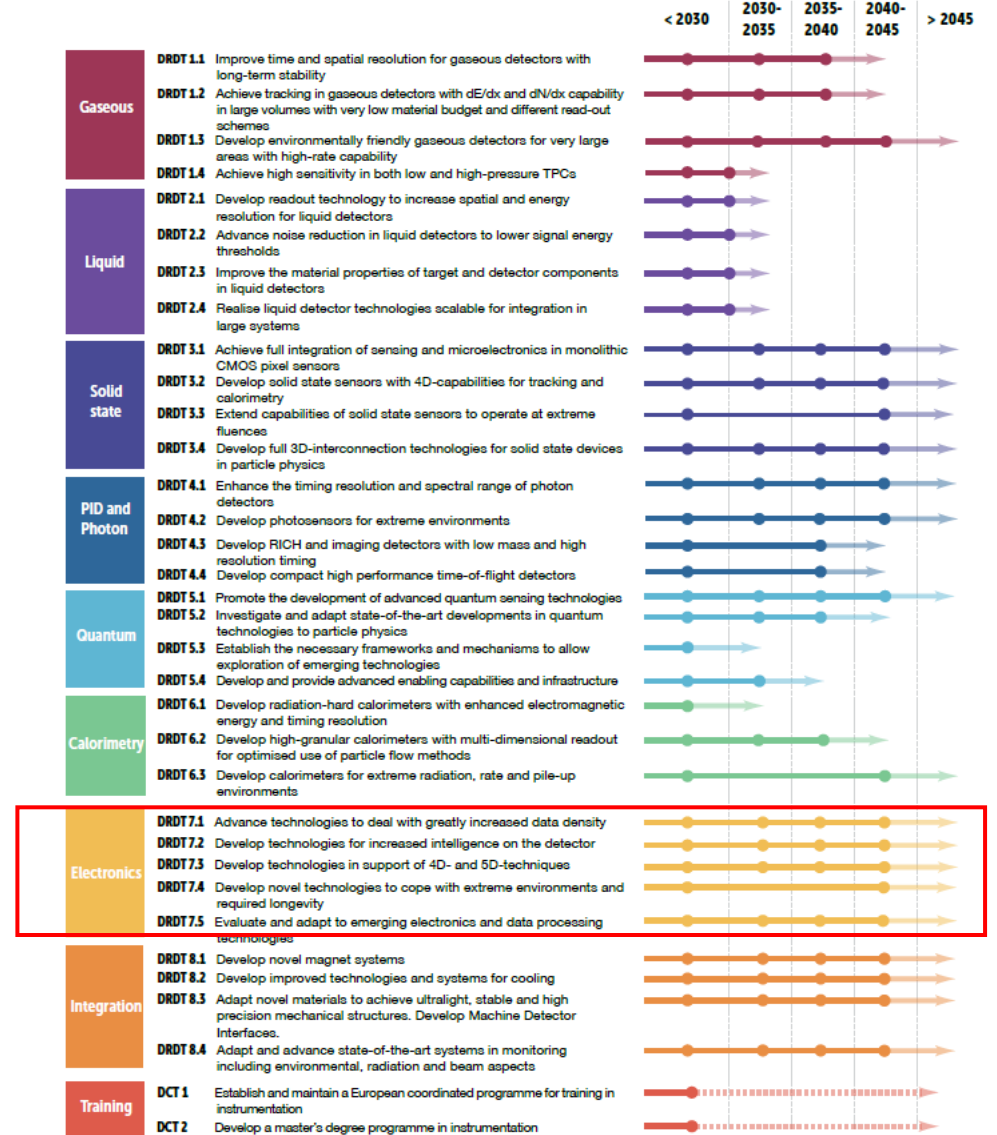 < 2030
2030-
2035
2035-
2040
2040-
2045
> 2045
Gaseous
DRDT 1.1 Improve time and spatial resolution for gaseous detectors with
long-term stability
DRDT 1.2 Achieve tracking in gaseous detectors with dE/dx and dN/dx capability
in large volumes with very low material budget and different read-out
schemes
DRDT 1.3 Develop environmentally friendly gaseous detectors for very large
areas with high-rate capability
DRDT 1.4 Achieve high sensitivity in both low and high-pressure TPCs
Liquid
DRDT 2.1 Develop readout technology to increase spatial and energy
resolution for liquid detectors
DRDT 2.2 Advance noise reduction in liquid detectors to lower signal energy
thresholds
DRDT 2.3 Improve the material properties of target and detector components
in liquid detectors
DRDT 2.4 Realise liquid detector technologies scalable for integration in
large systems
Solid
state
DRDT 3.1 Achieve full integration of sensing and microelectronics in monolithic
CMOS pixel sensors
DRDT 3.2 Develop solid state sensors with 4D-capabilities for tracking and
calorimetry
DRDT 3.3 Extend capabilities of solid state sensors to operate at extreme
fluences
DRDT 3.4 Develop full 3D-interconnection technologies for solid state devices
in particle physics
PID and
Photon
DRDT 4.1 Enhance the timing resolution and spectral range of photon
detectors
DRDT 4.2 Develop photosensors for extreme environments
DRDT 4.3 Develop RICH and imaging detectors with low mass and high
resolution timing
DRDT 4.4 Develop compact high performance time-of-flight detectors
Quantum
DRDT 5.1 Promote the development of advanced quantum sensing technologies
DRDT 5.2 Investigate and adapt state-of-the-art developments in quantum
technologies to particle physics
DRDT 5.3 Establish the necessary frameworks and mechanisms to allow
exploration of emerging technologies
DRDT 5.4 Develop and provide advanced enabling capabilities and infrastructure
Calorimetry
DRDT 6.1 Develop radiation-hard calorimeters with enhanced electromagnetic
energy and timing resolution
DRDT 6.2 Develop high-granular calorimeters with multi-dimensional readout
for optimised use of particle flow methods
DRDT 6.3 Develop calorimeters for extreme radiation, rate and pile-up
environments
Electronics
DRDT 7.1 Advance technologies to deal with greatly increased data density
DRDT 7.2 Develop technologies for increased intelligence on the detector
DRDT 7.3 Develop technologies in support of 4D- and 5D-techniques
DRDT 7.4 Develop novel technologies to cope with extreme environments and
required longevity
DRDT 7.5 Evaluate and adapt to emerging electronics and data processing
technologies
Integration
DRDT 8.1 Develop novel magnet systems
DRDT 8.2 Develop improved technologies and systems for cooling
DRDT 8.3 Adapt novel materials to achieve ultralight, stable and high
precision mechanical structures. Develop Machine Detector
Interfaces.
DRDT 8.4 Adapt and advance state-of-the-art systems in monitoring
including environmental, radiation and beam aspects
Training
DCT 1 Establish and maintain a European coordinated programme for training in
instrumentation
DCT 2 Develop a master's degree programme in instrumentation